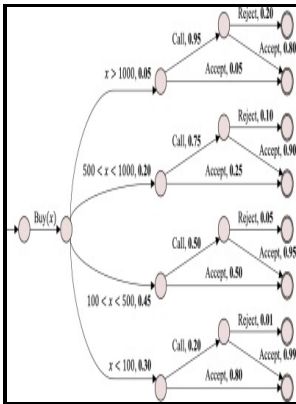 Reject, 0.20
Call, 0.95
Accept, 0.80
x > 1000, 0.05
Accept, 0.05
Reject, 0.10
Call, 0.75
Accept, 0.90
500 < x < 1000, 0.20
Accept, 0.25
Buy(x)
Reject, 0.05
Call, 0.50
Accept, 0.95
100 < x < 500, 0.45
Accept, 0.50
Reject, 0.01
Call, 0.20
Accept, 0.99
x < 100, 0.30
Accept, 0.80